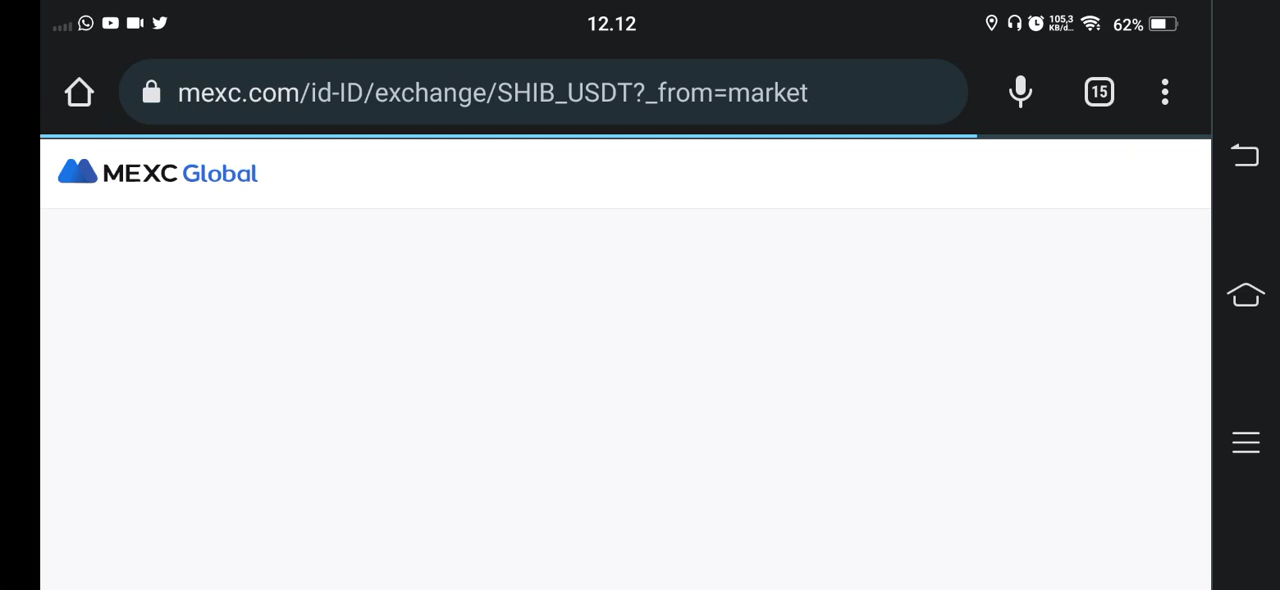 12.12
105,3
KB/d...
62%
mexc.com/id-ID/exchange/SHIB_USDT?_from=market
15
MEXC Global